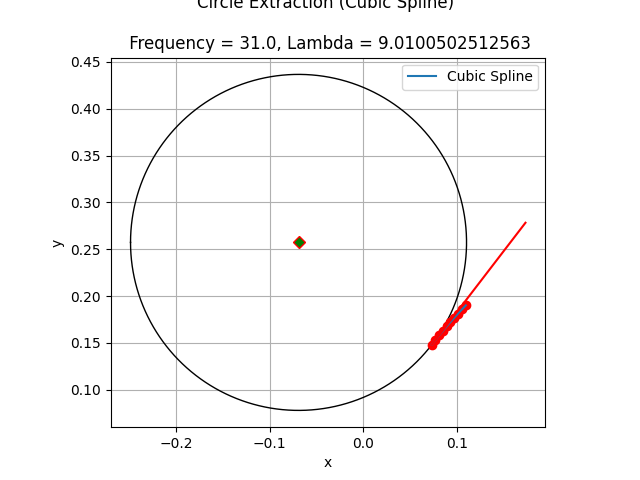 Circle Extraction (Cubic Spline)
Frequency = 31.0, Lambda = 9.0100502512563
Cubic Spline
0.45
0.40
0.35
0.30
0.25
0.20
0.15
0.10
y
−0.2
−0.1
0.0
0.1
x